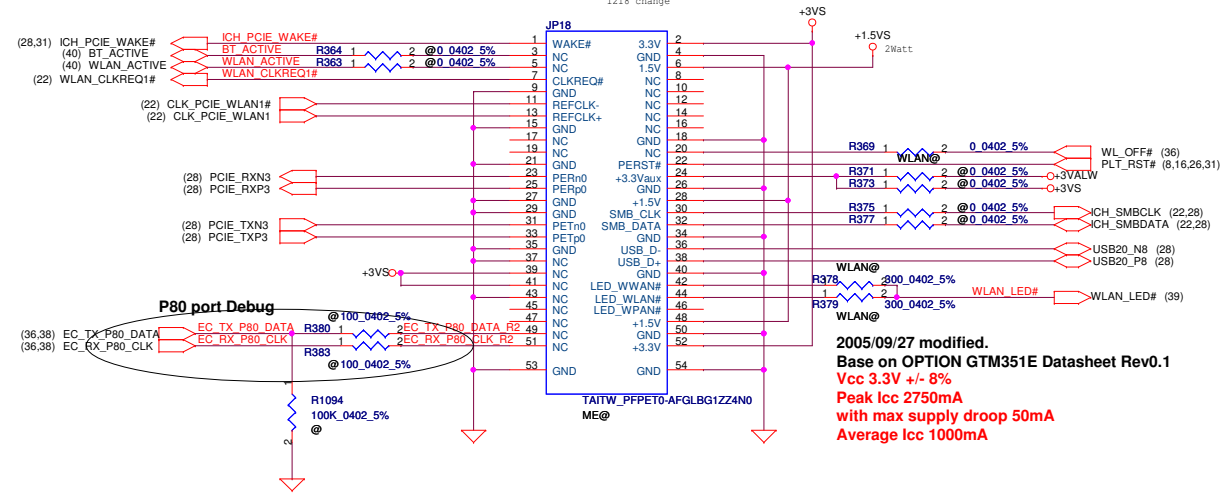 1218 change
+3VS
+1.5VS
2Watt
JP18
(28,31) ICH_PCIE_WAKE# ICH_PCIE_WAKE# 1 WAKE# 3.3V 2
(40) BT_ACTIVE BT_ACTIVE R364 1 2 @0_0402_5% 3 NC GND 4
(40) WLAN_ACTIVE WLAN_ACTIVE R363 1 2 @0_0402_5% 5 NC 1.5V 6
(22) WLAN_CLKREQ1# WLAN_CLKREQ1# 7 CLKREQ# NC 8
9 GND NC 10
(22) CLK_PCIE_WLAN1# 11 REFCLK- NC 12
(22) CLK_PCIE_WLAN1 13 REFCLK+ NC 14
15 GND NC 16
17 NC GND 18
19 NC NC 20 R369 1 2 0_0402_5% WL_OFF# (36)
WLAN@
21 GND PERST# 22 PLT_RST# (8,16,26,31)
(28) PCIE_RXN3 23 PERn0 +3.3Vaux 24 R371 1 2 @0_0402_5% +3VALW
(28) PCIE_RXP3 25 PERp0 GND 26 R373 1 2 @0_0402_5% +3VS
27 GND +1.5V 28
29 GND SMB_CLK 30 R375 1 2 @0_0402_5% ICH_SMBCLK (22,28)
(28) PCIE_TXN3 31 PETn0 SMB_DATA 32 R377 1 2 @0_0402_5% ICH_SMBDATA (22,28)
(28) PCIE_TXP3 33 PETp0 GND 34
35 GND USB_D- 36 USB20_N8 (28)
37 NC USB_D+ 38 USB20_P8 (28)
+3VS 39 NC GND 40 WLAN@
41 NC LED_WWAN# 42 R378 1 2 300_0402_5%
43 NC LED_WLAN# 44 1 2 WLAN_LED# WLAN_LED# (39)
45 NC LED_WPAN# 46 R379 300_0402_5%
WLAN@
47 NC +1.5V 48
P80 port Debug
@100_0402_5%
(36,38) EC_TX_P80_DATA EC_TX_P80_DATA R380 1 2 EC_TX_P80_DATA_R2 49 NC GND 50
(36,38) EC_RX_P80_CLK EC_RX_P80_CLK 1 2 EC_RX_P80_CLK_R2 51 NC +3.3V 52
R383
@100_0402_5%
53 GND GND 54
1
R1094
100K_0402_5%
@
2
TAITW_PFPET0-AFGLBG1ZZ4N0
ME@
2005/09/27 modified.
Base on OPTION GTM351E Datasheet Rev0.1
Vcc 3.3V +/- 8%
Peak Icc 2750mA
with max supply droop 50mA
Average Icc 1000mA